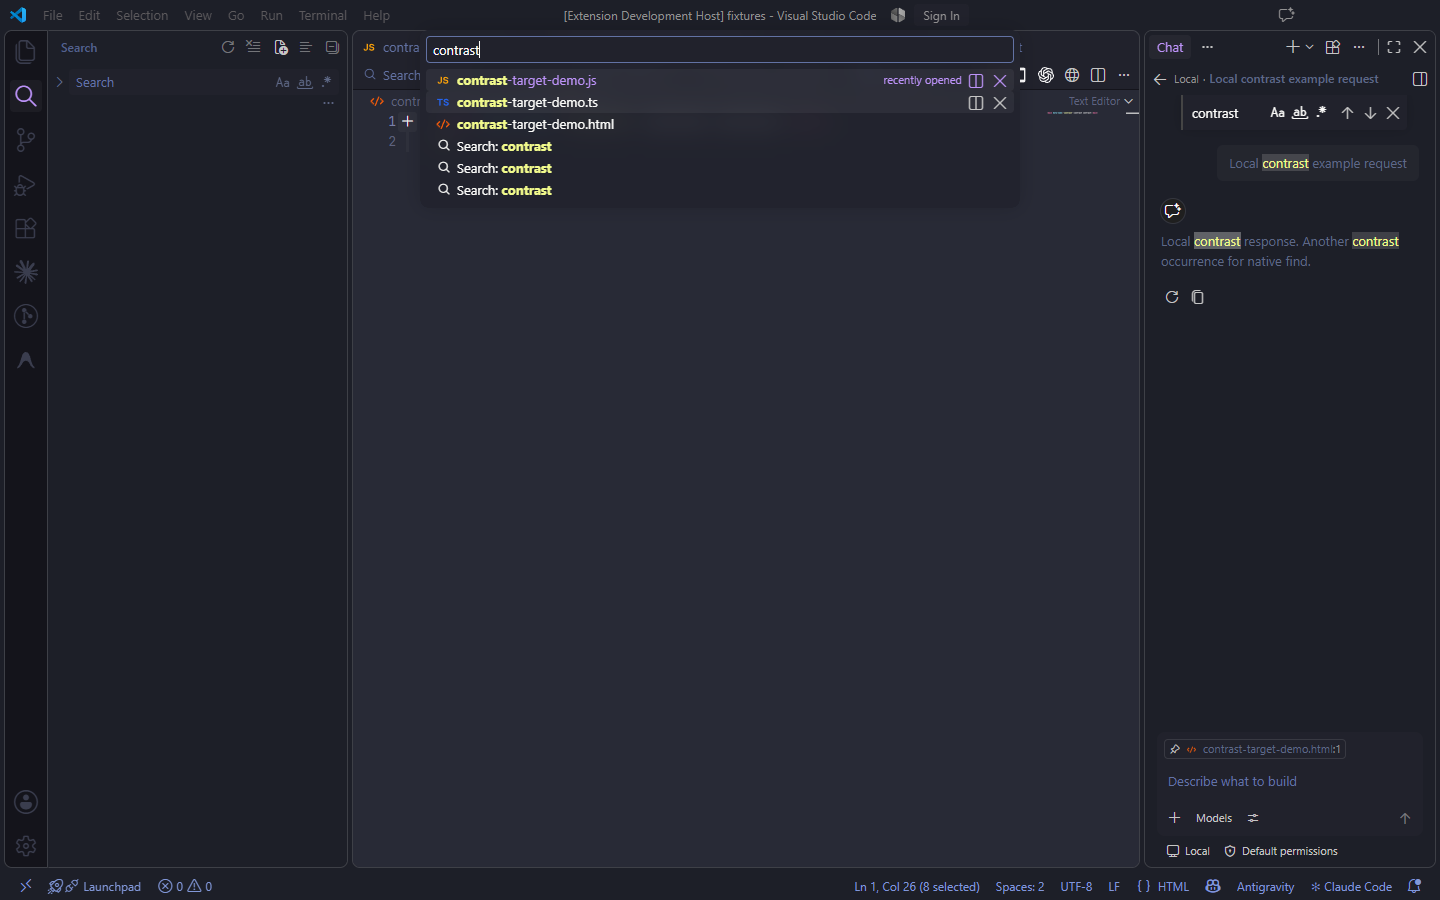 File Edit Selection View Go Run Terminal Help
[Extension Development Host] fixtures - Visual Studio Code
Sign In
Search
Search
Aa ab .*
JS contra
contrast
JS contrast-target-demo.js recently opened
TS contrast-target-demo.ts
contrast-target-demo.html
Search: contrast
Search: contrast
Search: contrast
Search
contr
Text Editor
1 +
2
Chat
Local · Local contrast example request
contrast Aa ab .*
Local contrast example request
Local contrast response. Another contrast
occurrence for native find.
contrast-target-demo.html:1
Describe what to build
Models
Local Default permissions
Launchpad 0 0
Ln 1, Col 26 (8 selected) Spaces: 2 UTF-8 LF { } HTML Antigravity Claude Code